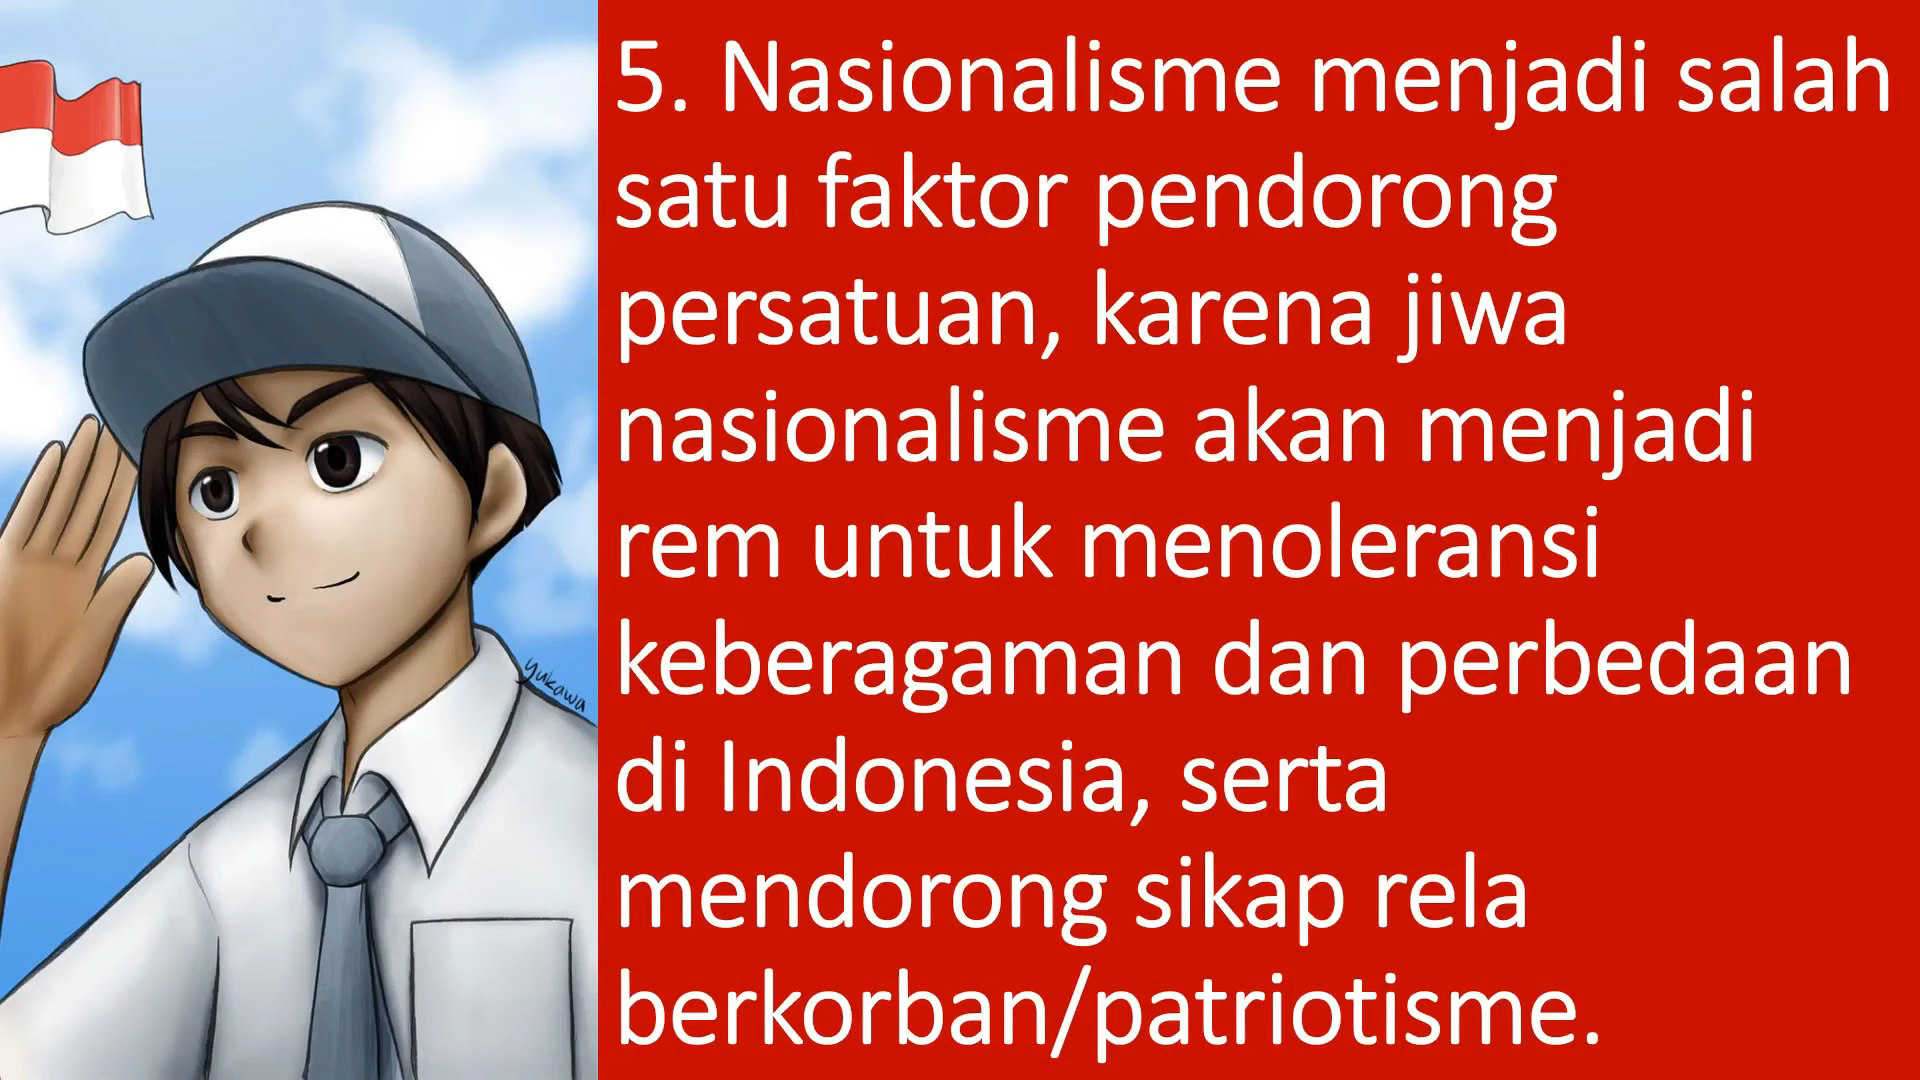 5. Nasionalisme menjadi salah
satu faktor pendorong
persatuan, karena jiwa
nasionalisme akan menjadi
rem untuk menoleransi
keberagaman dan perbedaan
di Indonesia, serta
mendorong sikap rela
berkorban/patriotisme.
yukawa